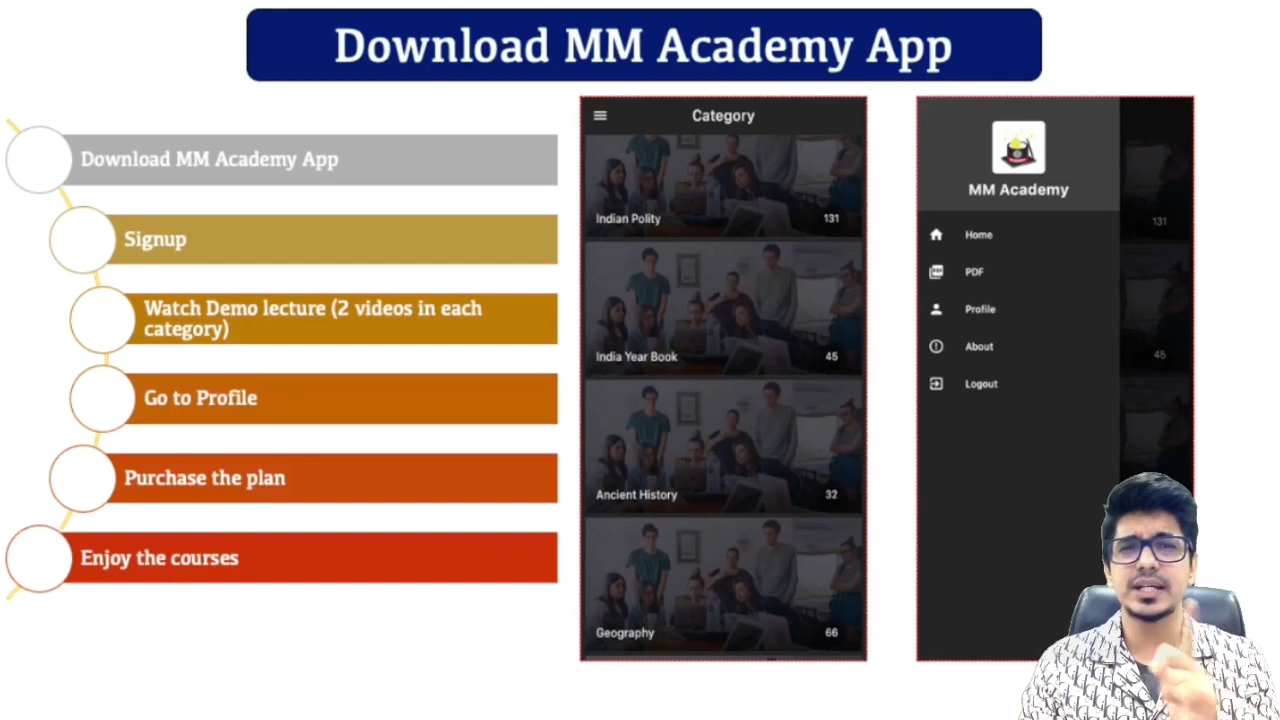 Download MM Academy App
Download MM Academy App
Signup
Watch Demo lecture (2 videos in each
category)
Go to Profile
Purchase the plan
Enjoy the courses
Category
Indian Polity 131
India Year Book 45
Ancient History 32
Geography 66
MM Academy
Home
PDF
Profile
About
Logout
131
45